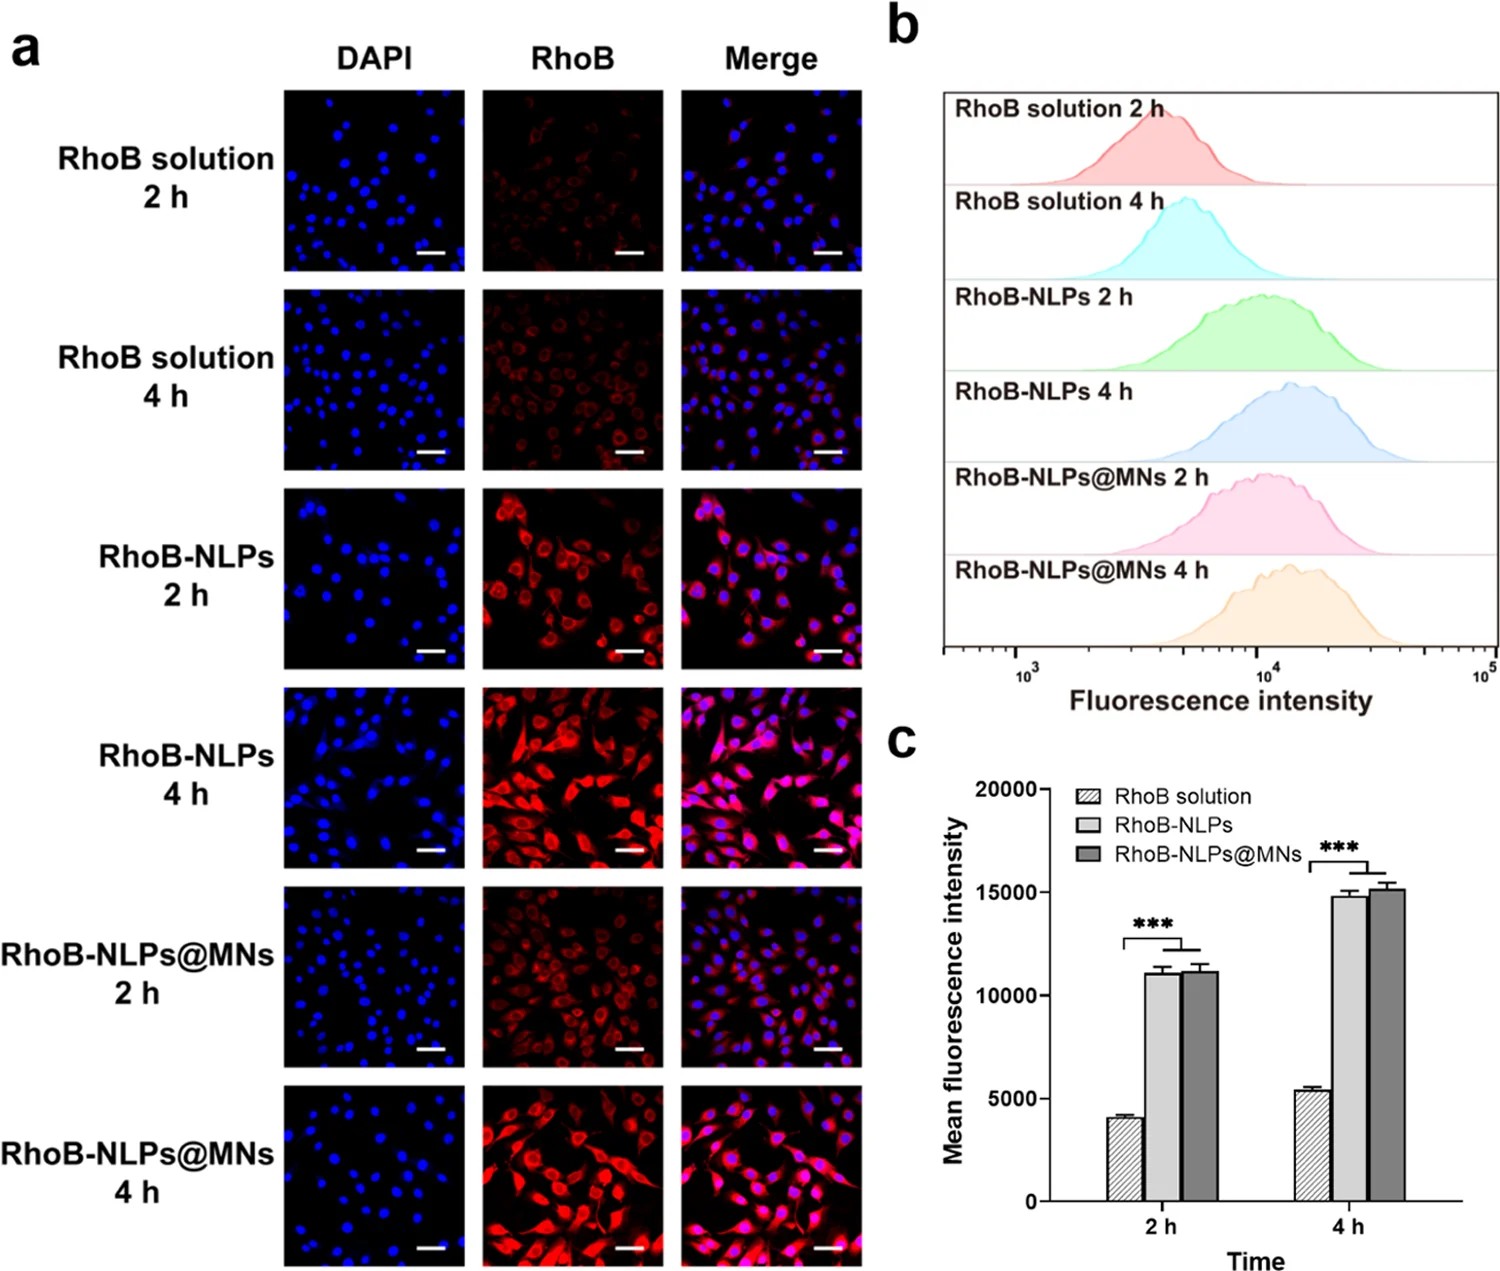 a
DAPI RhoB Merge
RhoB solution
2 h
RhoB solution
4 h
RhoB-NLPs
2 h
RhoB-NLPs
4 h
RhoB-NLPs@MNs
2 h
RhoB-NLPs@MNs
4 h
b
RhoB solution 2 h
RhoB solution 4 h
RhoB-NLPs 2 h
RhoB-NLPs 4 h
RhoB-NLPs@MNs 2 h
RhoB-NLPs@MNs 4 h
10³ 10⁴ 10⁵
Fluorescence intensity
c
Mean fluorescence intensity
20000
15000
10000
5000
0
RhoB solution
RhoB-NLPs
RhoB-NLPs@MNs
***
***
2 h 4 h
Time